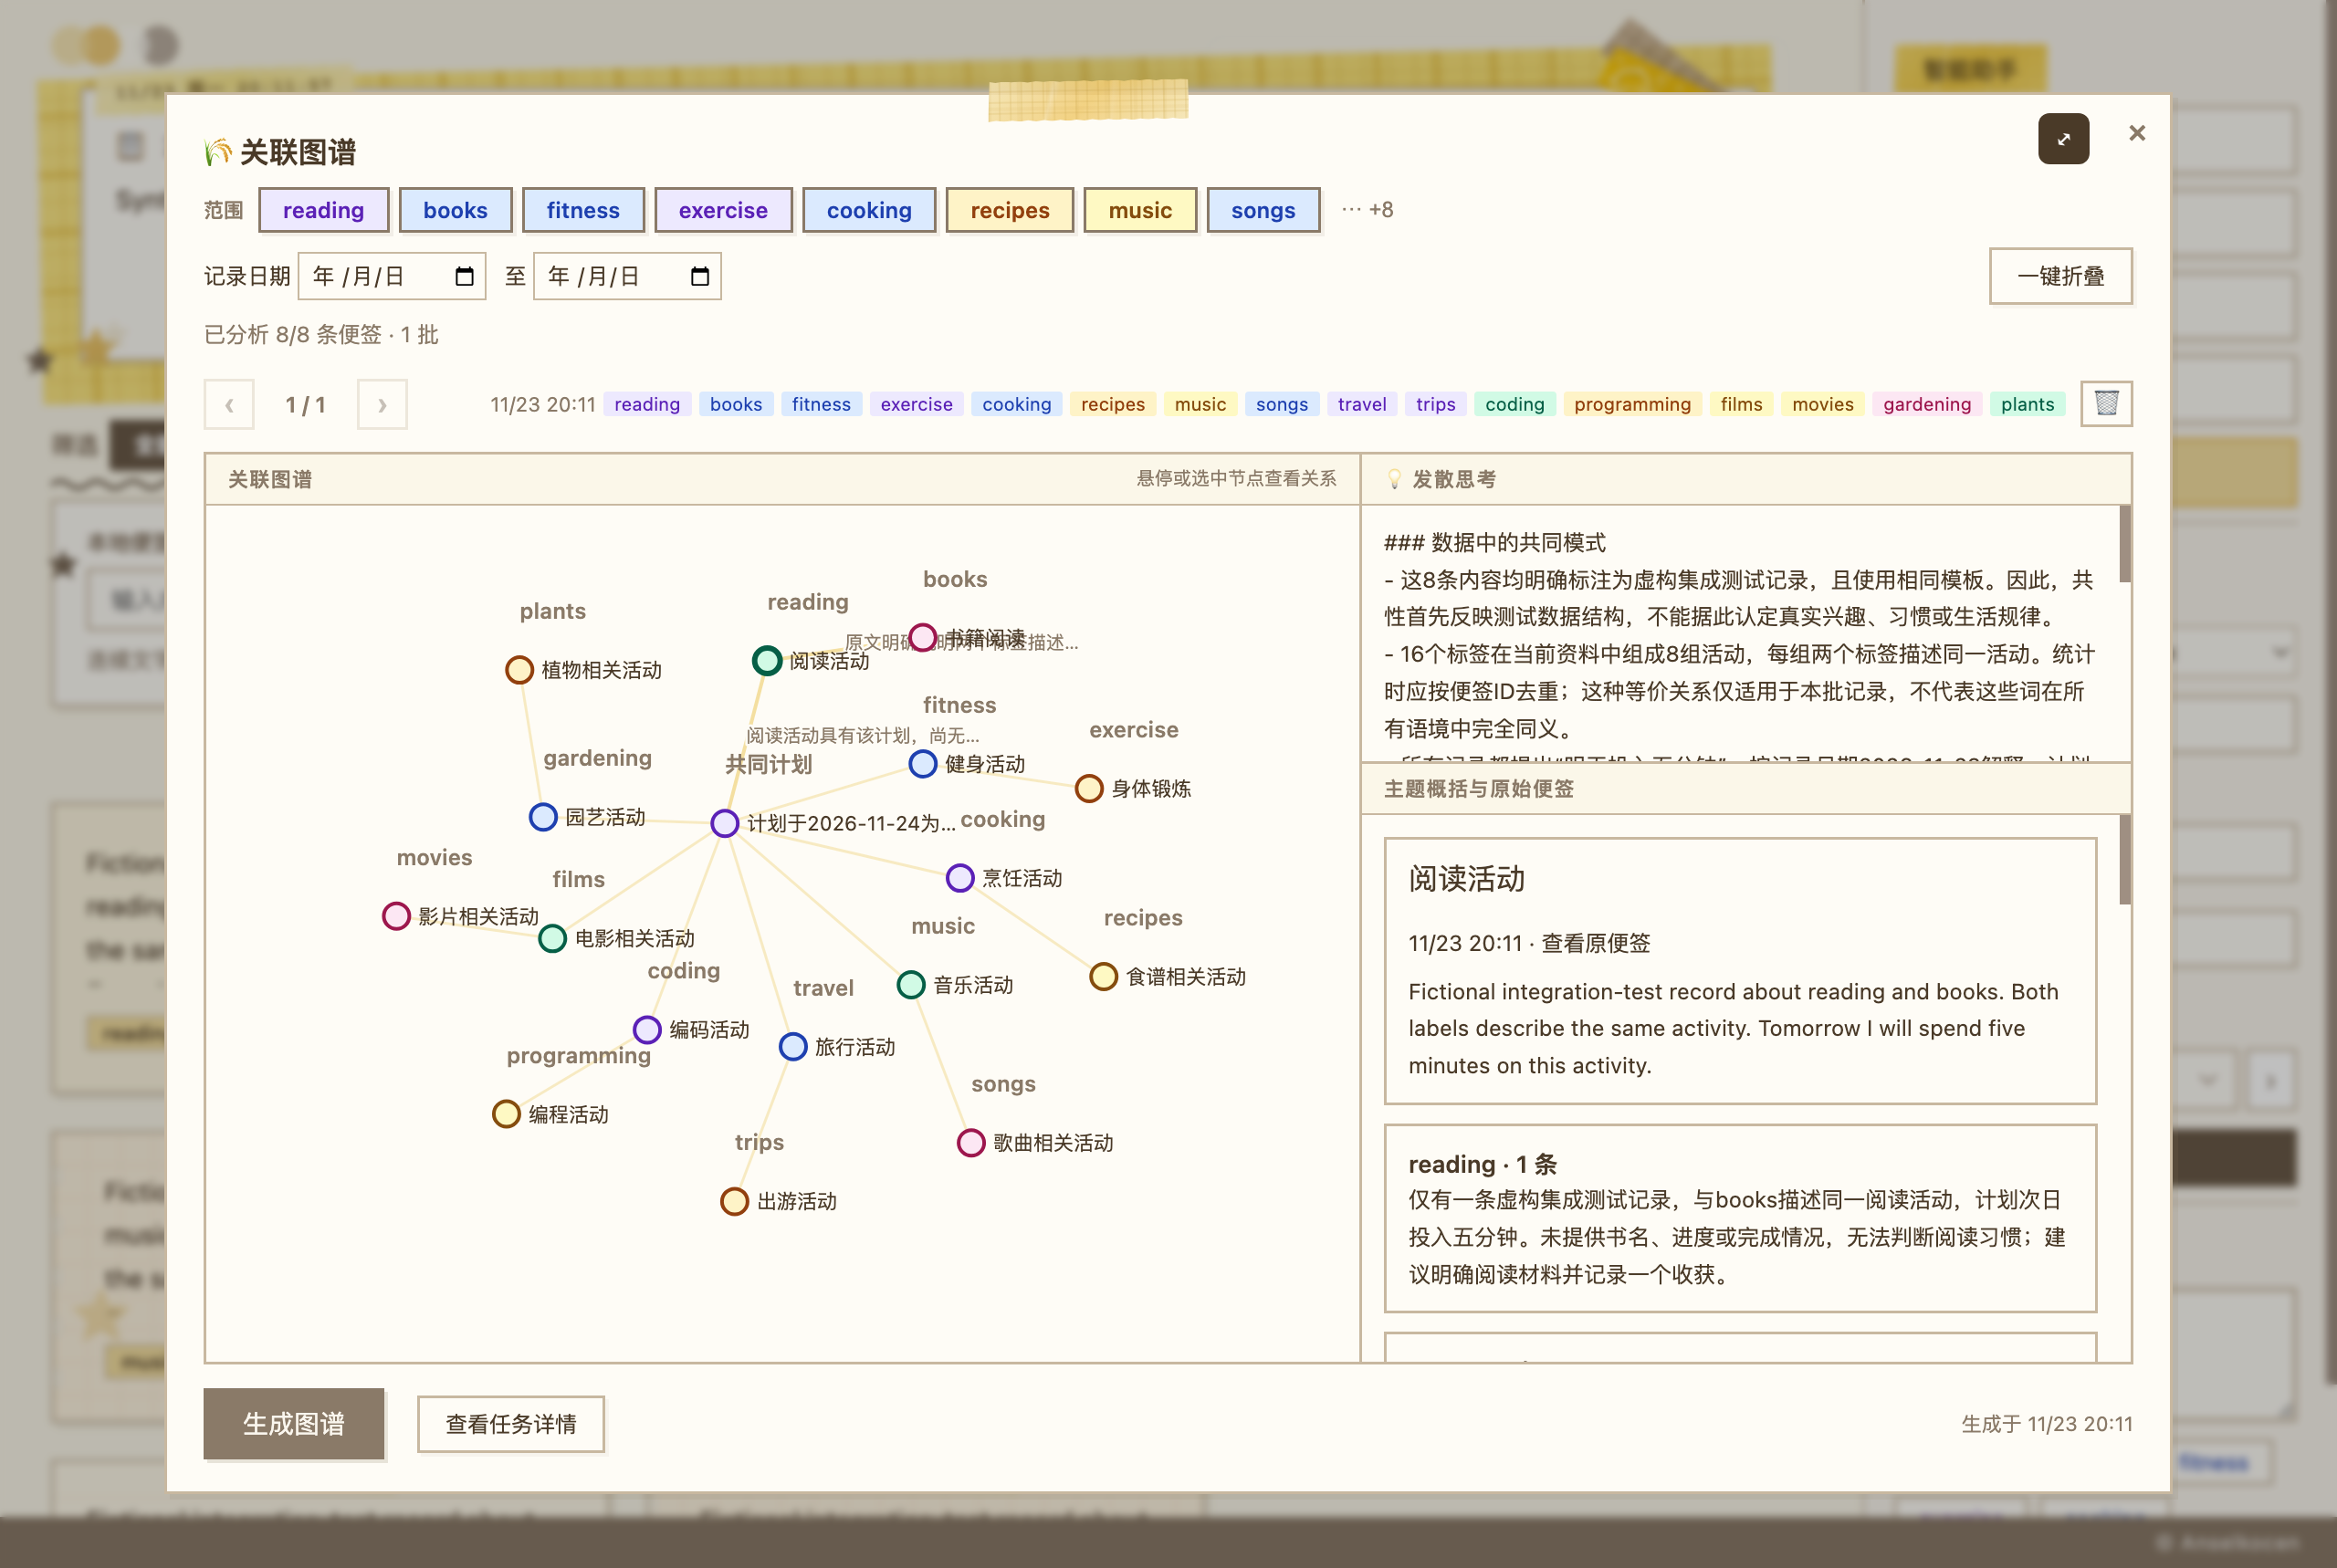 智能助手
🌾 关联图谱
×
范围 reading books fitness exercise cooking recipes music songs ··· +8
记录日期 年 /月/日 至 年 /月/日 一键折叠
已分析 8/8 条便签 · 1 批
‹ 1 / 1 › 11/23 20:11 reading books fitness exercise cooking recipes music songs travel trips coding programming films movies gardening plants
关联图谱 悬停或选中节点查看关系
books
plants
reading
书籍阅读
植物相关活动
阅读活动
fitness
exercise
阅读活动具有该计划，尚无...
gardening
共同计划
健身活动
身体锻炼
园艺活动
计划于2026-11-24为...
cooking
movies
films
烹饪活动
影片相关活动
电影相关活动
music
recipes
coding
travel
音乐活动
食谱相关活动
编码活动
programming
旅行活动
songs
编程活动
trips
歌曲相关活动
出游活动
💡 发散思考
### 数据中的共同模式
- 这8条内容均明确标注为虚构集成测试记录，且使用相同模板。因此，共
性首先反映测试数据结构，不能据此认定真实兴趣、习惯或生活规律。
- 16个标签在当前资料中组成8组活动，每组两个标签描述同一活动。统计
时应按便签ID去重；这种等价关系仅适用于本批记录，不代表这些词在所
有语境中完全同义。
主题概括与原始便签
阅读活动
11/23 20:11 · 查看原便签
Fictional integration-test record about reading and books. Both
labels describe the same activity. Tomorrow I will spend five
minutes on this activity.
reading · 1 条
仅有一条虚构集成测试记录，与books描述同一阅读活动，计划次日
投入五分钟。未提供书名、进度或完成情况，无法判断阅读习惯；建
议明确阅读材料并记录一个收获。
生成图谱 查看任务详情 生成于 11/23 20:11
fitness